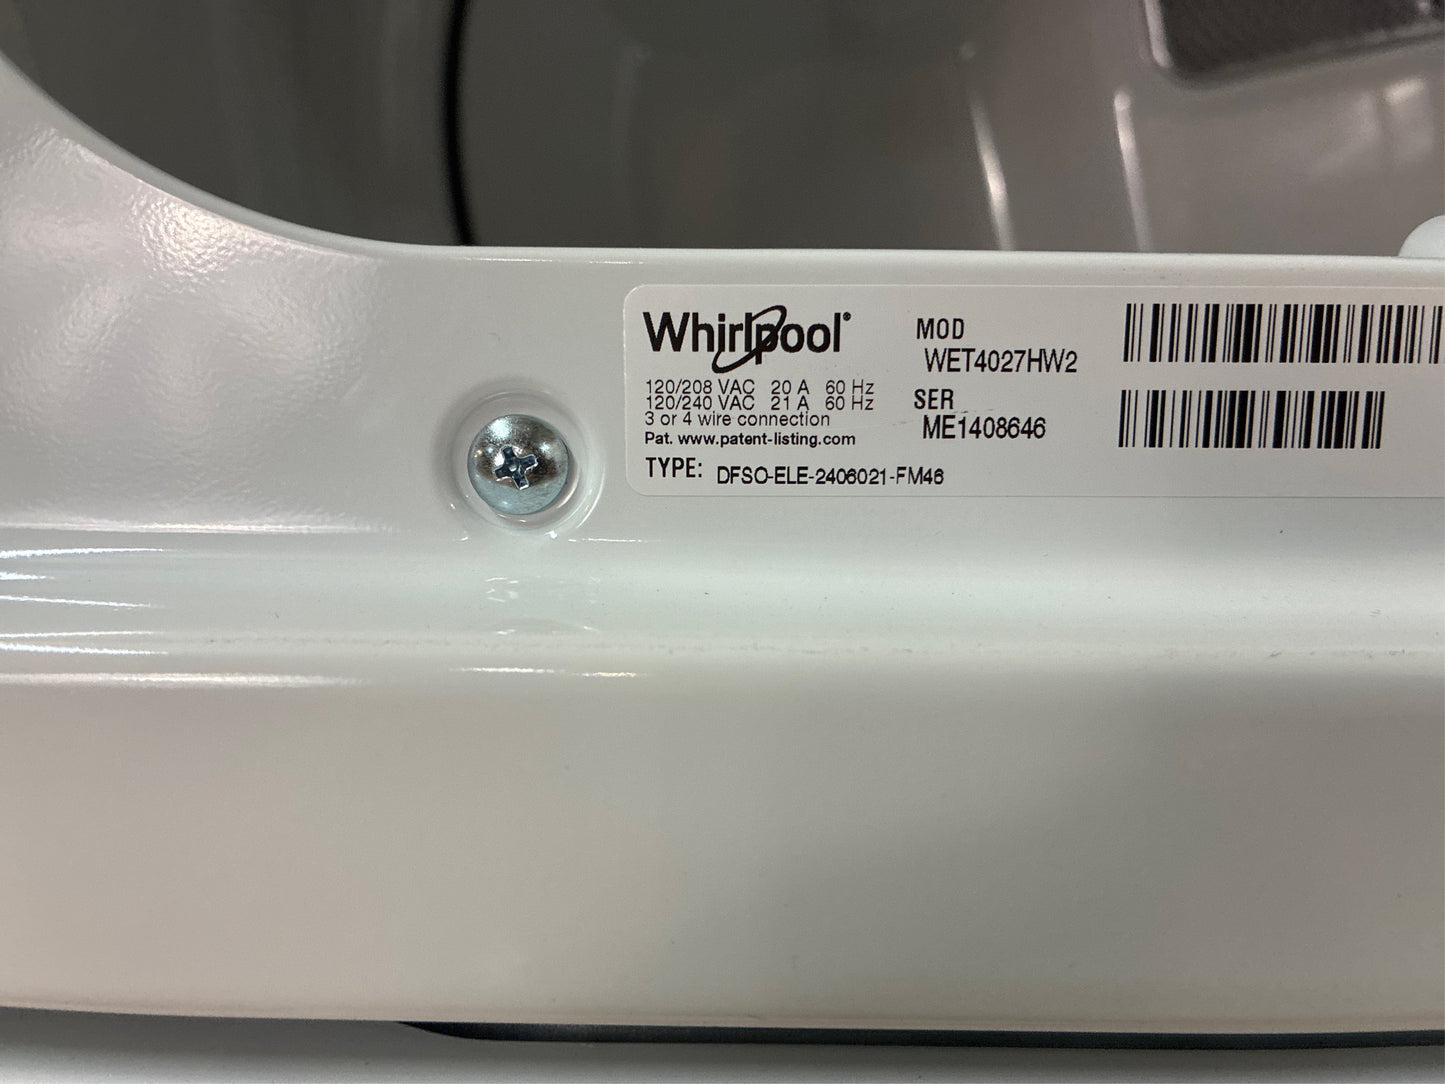 Whirlpool®
120/208 VAC 20 A 60 Hz
120/240 VAC 21 A 60 Hz
3 or 4 wire connection
Pat. www.patent-listing.com
TYPE: DFSO-ELE-2406021-FM46
MOD
WET4027HW2
SER
ME1408646